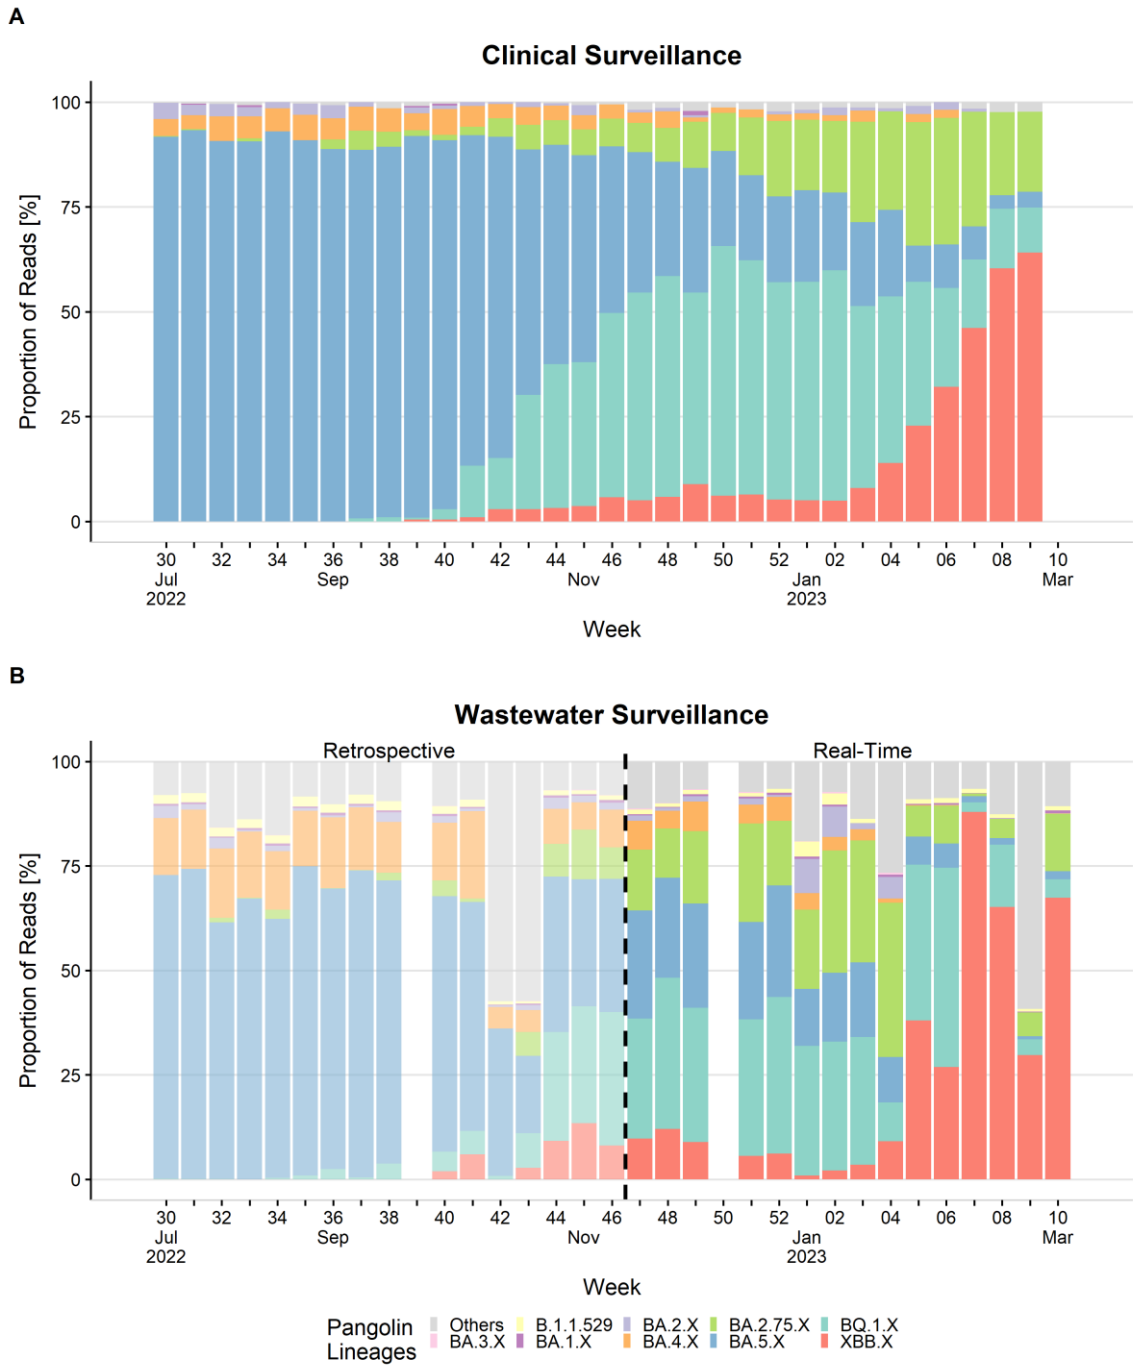 A
Clinical Surveillance
Proportion of Reads [%]
100
75
50
25
0
30 32 34 36 38 40 42 44 46 48 50 52 02 04 06 08 10
Jul Sep Nov Jan Mar
2022 2023
Week
B
Wastewater Surveillance
Retrospective Real-Time
Proportion of Reads [%]
100
75
50
25
0
30 32 34 36 38 40 42 44 46 48 50 52 02 04 06 08 10
Jul Sep Nov Jan Mar
2022 2023
Week
Pangolin
Lineages
Others B.1.1.529 BA.2.X BA.2.75.X BQ.1.X
BA.3.X BA.1.X BA.4.X BA.5.X XBB.X